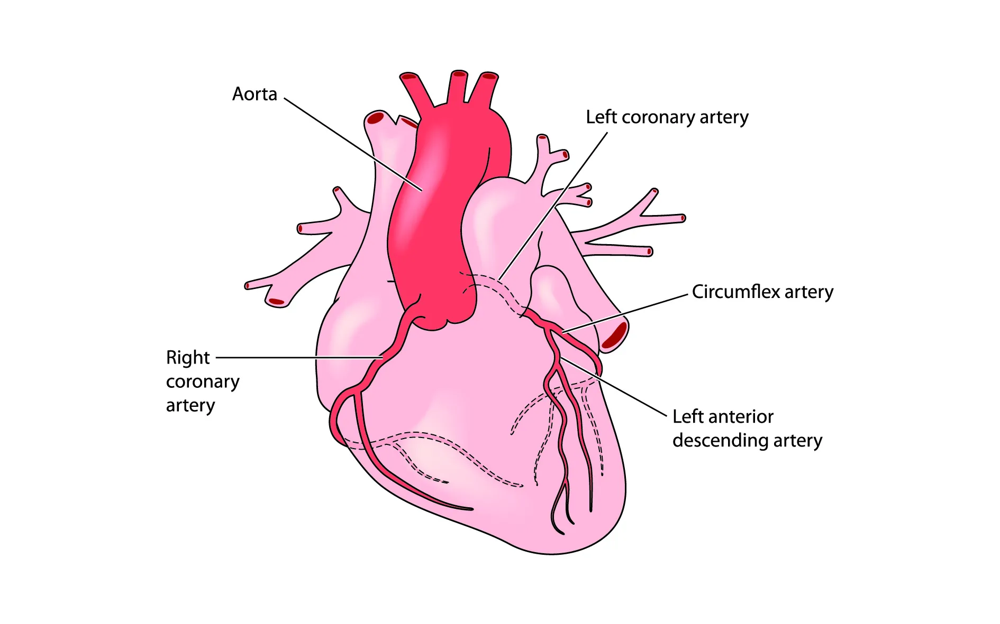 Aorta
Left coronary artery
Circumflex artery
Right
coronary
artery
Left anterior
descending artery